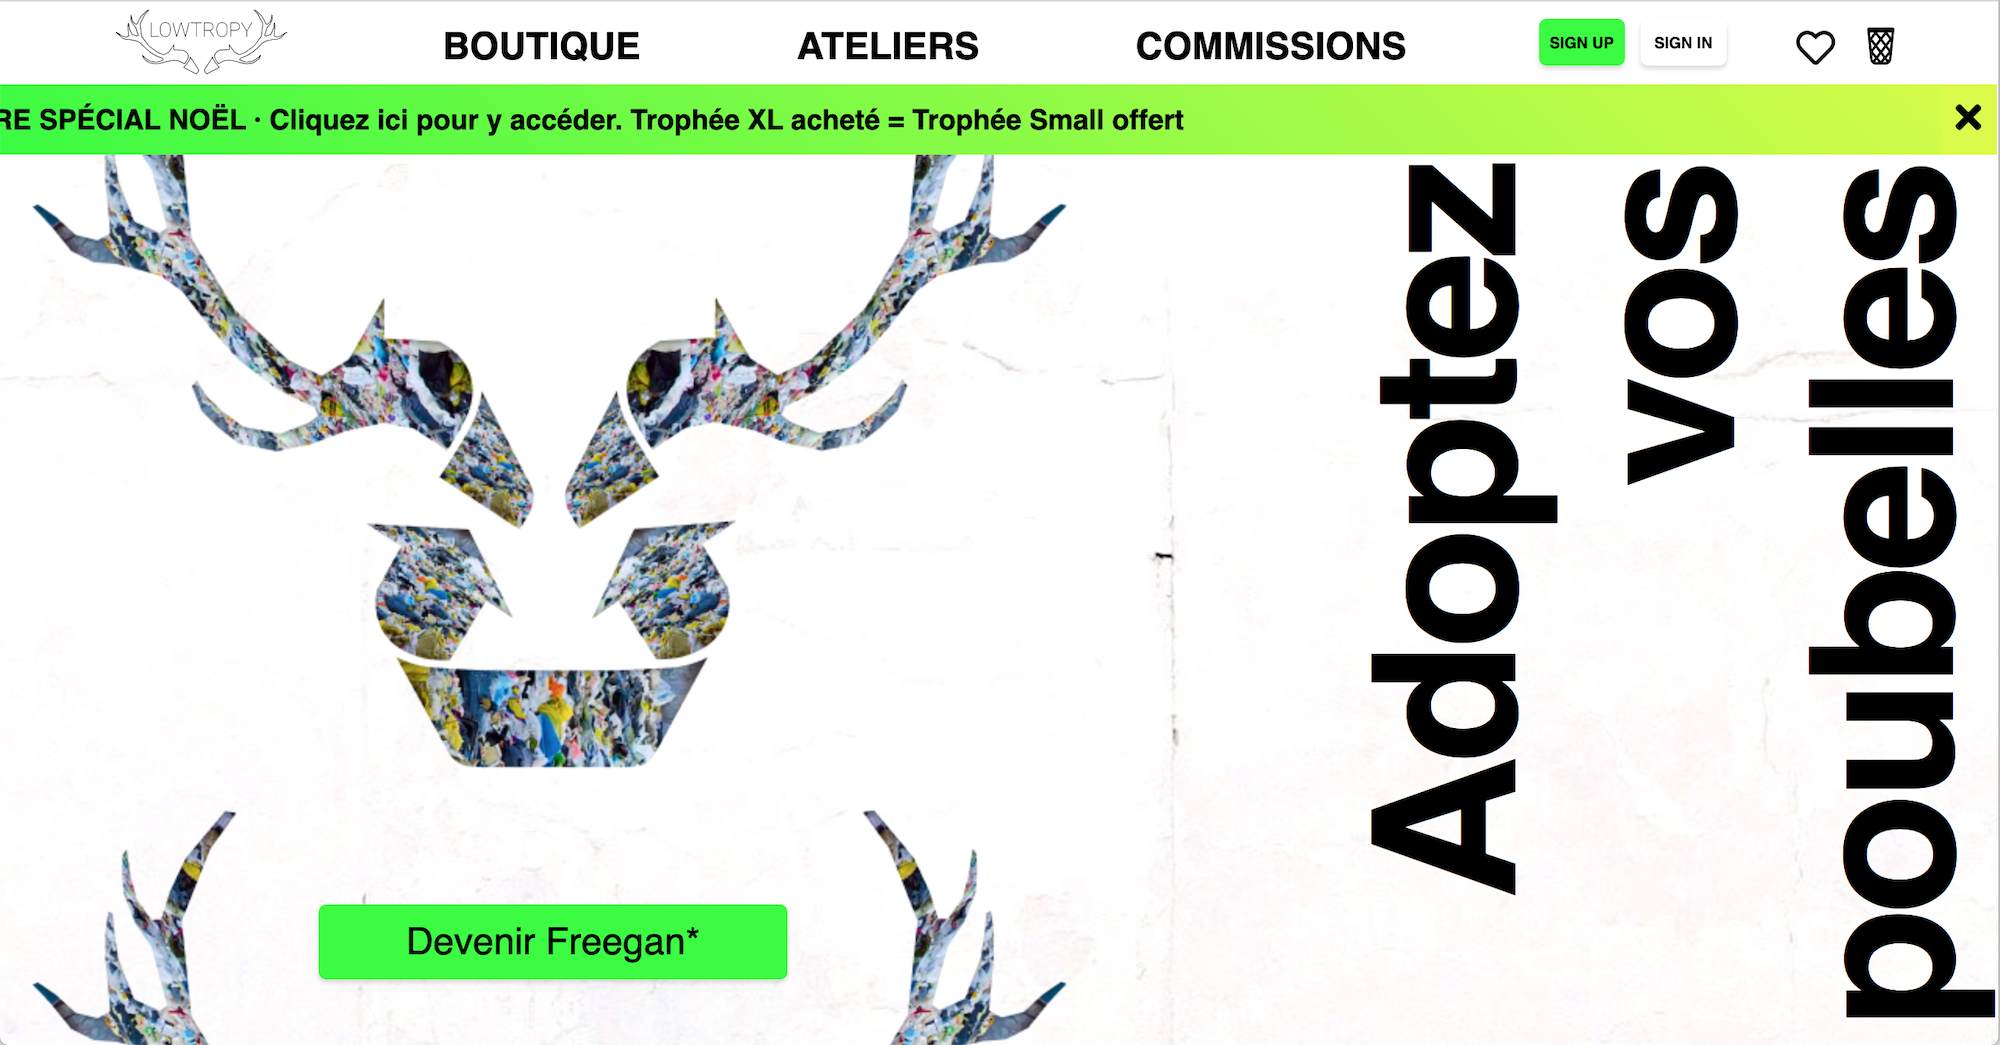 LOWTROPY
BOUTIQUE
ATELIERS
COMMISSIONS
SIGN UP
SIGN IN
RE SPÉCIAL NOËL · Cliquez ici pour y accéder. Trophée XL acheté = Trophée Small offert
Adoptez
vos
poubelles
Devenir Freegan*